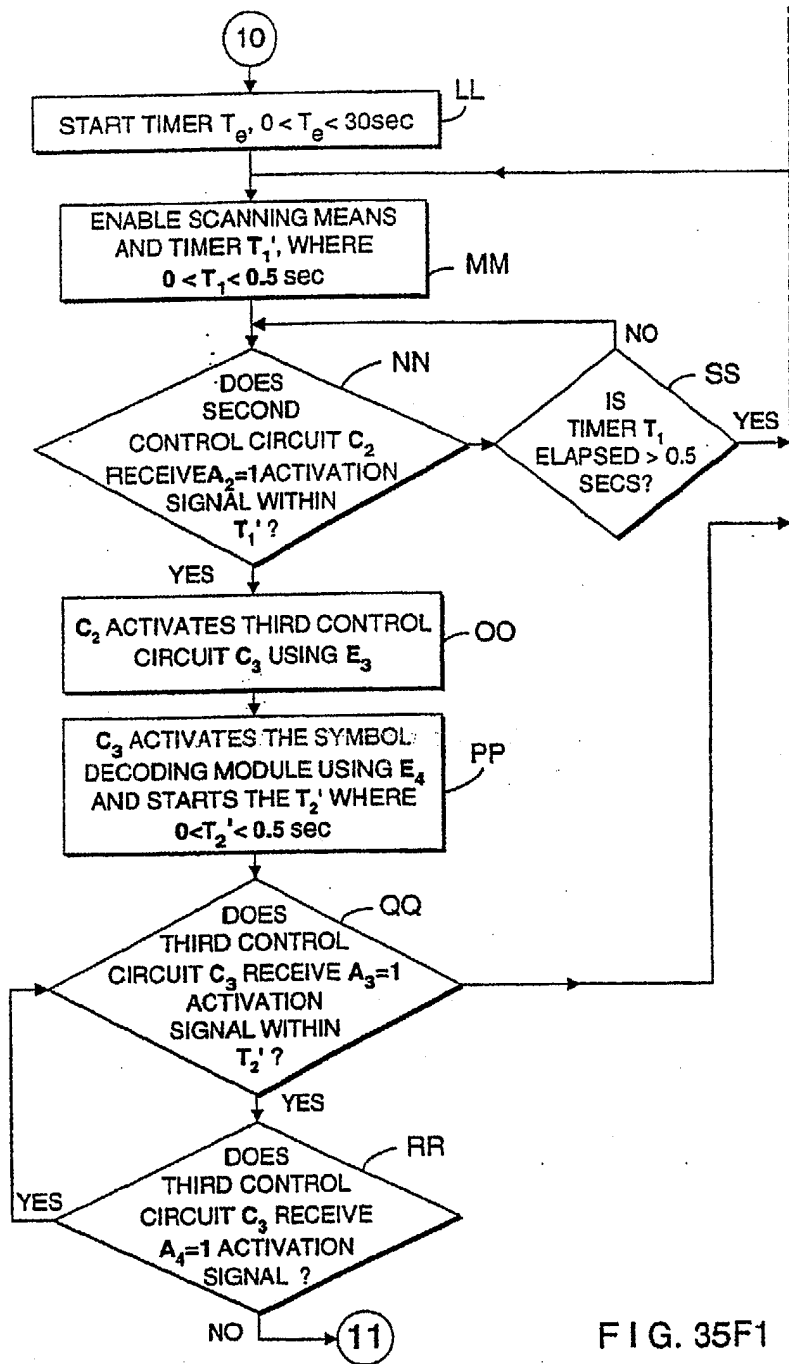 10
LL
START TIMER Te, 0 < Te < 30sec
ENABLE SCANNING MEANS
AND TIMER T1', WHERE
0 < T1 < 0.5 sec
MM
NO
NN
SS
DOES
SECOND
CONTROL CIRCUIT C2
RECEIVE A2=1 ACTIVATION
SIGNAL WITHIN
T1' ?
IS
TIMER T1
ELAPSED > 0.5
SECS?
YES
YES
C2 ACTIVATES THIRD CONTROL
CIRCUIT C3 USING E3
OO
C3 ACTIVATES THE SYMBOL
DECODING MODULE USING E4
AND STARTS THE T2' WHERE
0<T2'< 0.5 sec
PP
QQ
DOES
THIRD CONTROL
CIRCUIT C3 RECEIVE A3=1
ACTIVATION
SIGNAL WITHIN
T2' ?
YES
RR
DOES
THIRD CONTROL
CIRCUIT C3 RECEIVE
A4=1 ACTIVATION
SIGNAL ?
YES
NO
11
FIG. 35F1